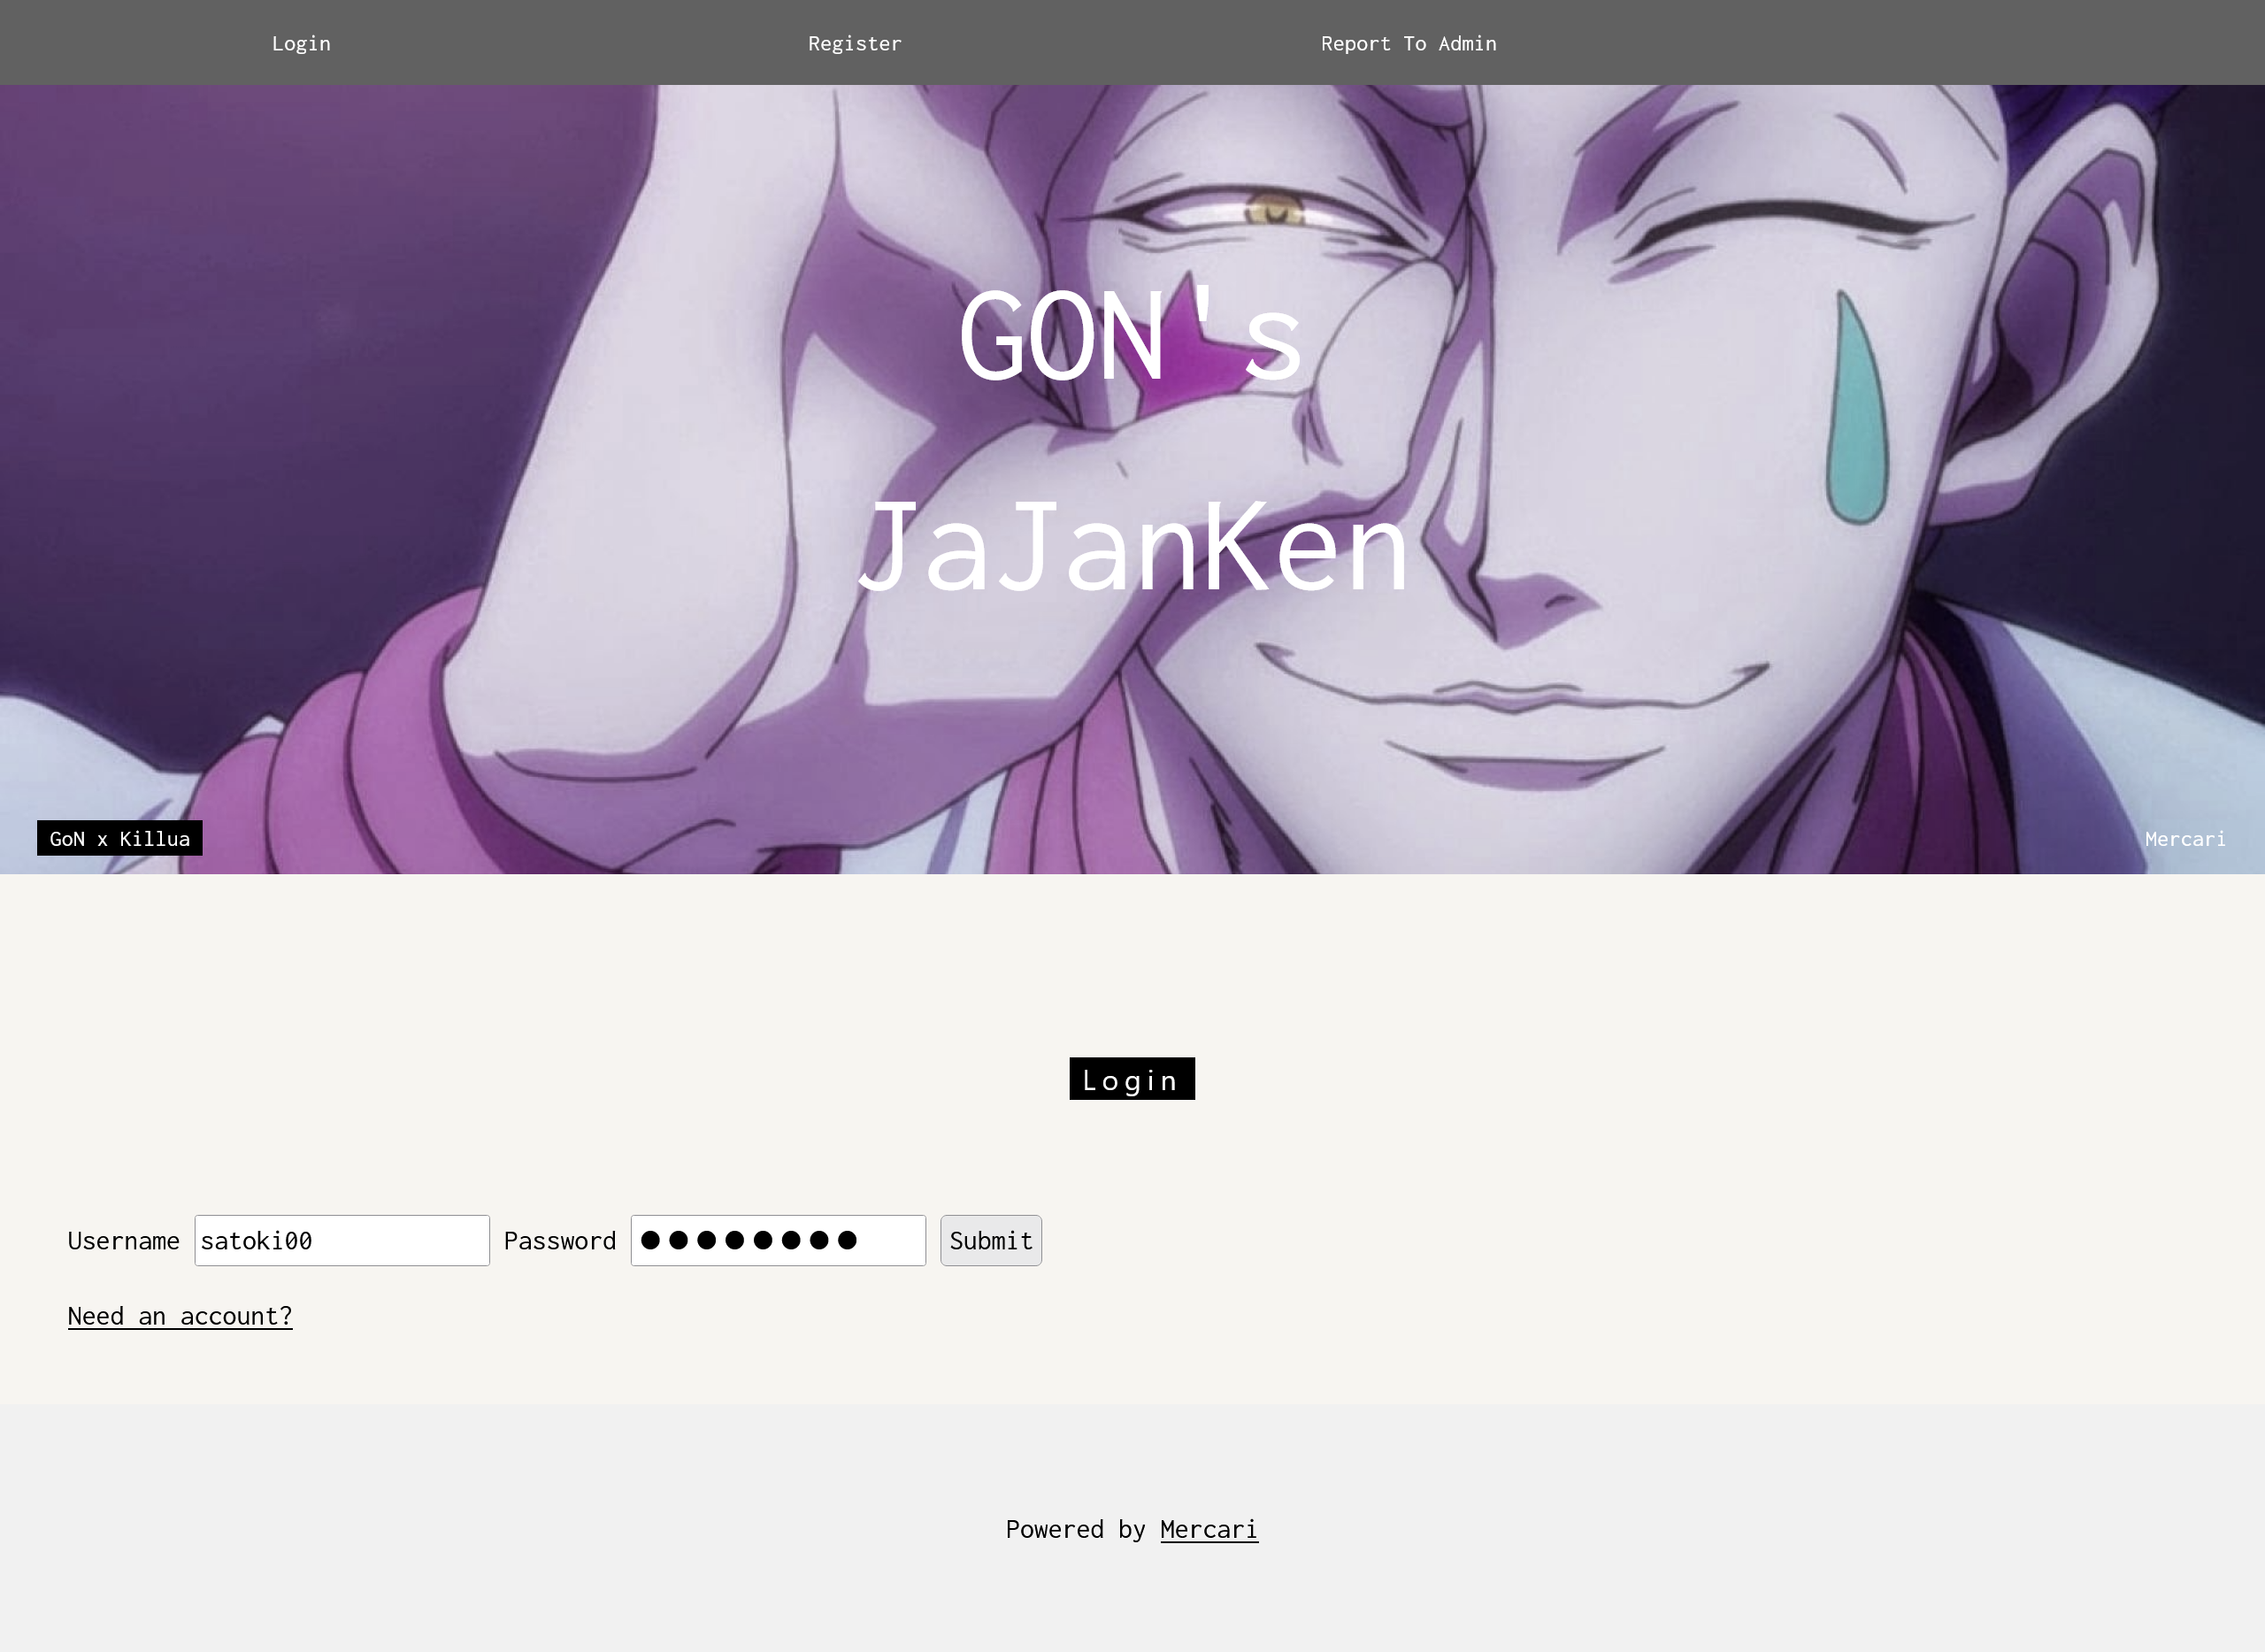 Login Register Report To Admin
GON's
JaJanKen
GoN x Killua Mercari
Login
Username satoki00 Password ●●●●●●●● Submit
Need an account?
Powered by Mercari